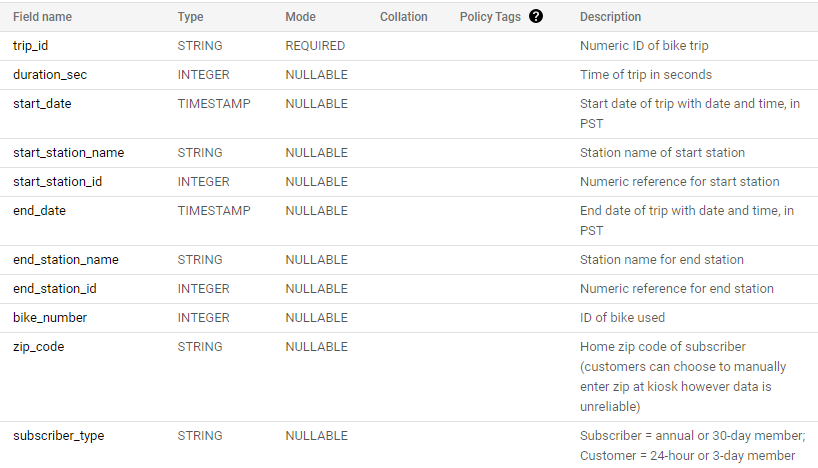 Field name Type Mode Collation Policy Tags ? Description
trip_id STRING REQUIRED Numeric ID of bike trip
duration_sec INTEGER NULLABLE Time of trip in seconds
start_date TIMESTAMP NULLABLE Start date of trip with date and time, in
PST
start_station_name STRING NULLABLE Station name of start station
start_station_id INTEGER NULLABLE Numeric reference for start station
end_date TIMESTAMP NULLABLE End date of trip with date and time, in
PST
end_station_name STRING NULLABLE Station name for end station
end_station_id INTEGER NULLABLE Numeric reference for end station
bike_number INTEGER NULLABLE ID of bike used
zip_code STRING NULLABLE Home zip code of subscriber
(customers can choose to manually
enter zip at kiosk however data is
unreliable)
subscriber_type STRING NULLABLE Subscriber = annual or 30-day member;
Customer = 24-hour or 3-day member